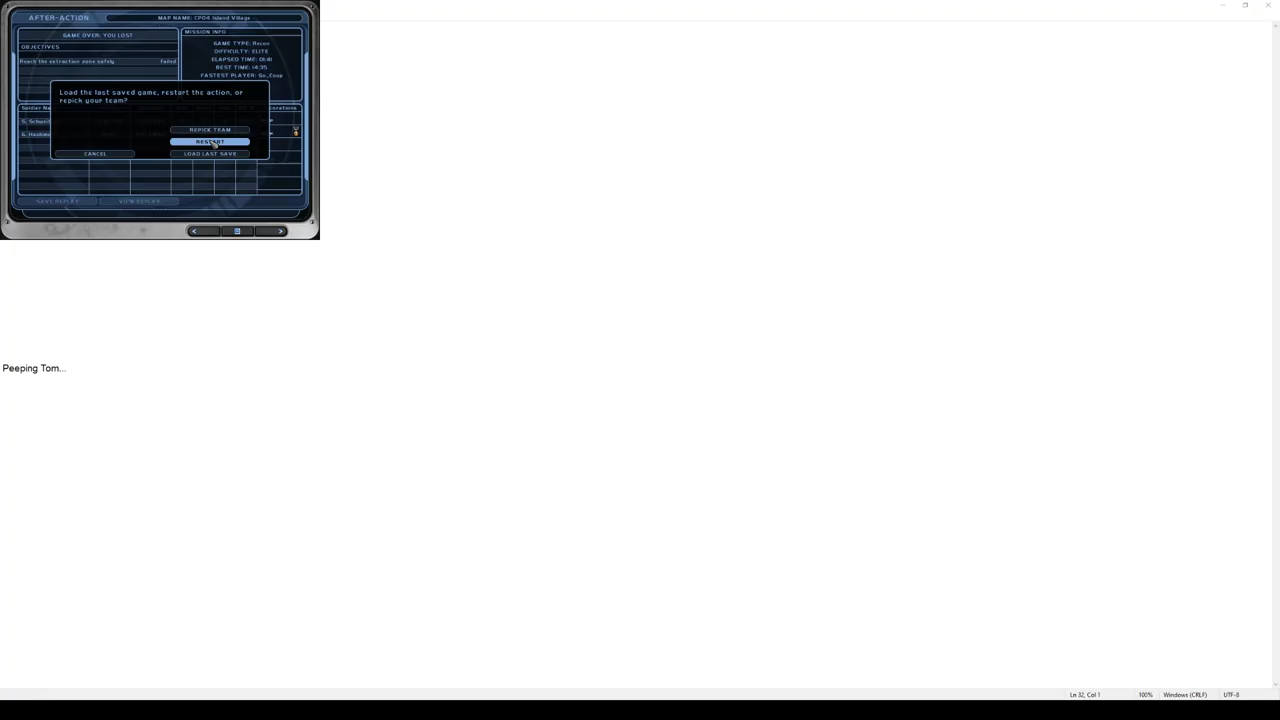 AFTER-ACTION
MAP NAME: CP04 Island Village
GAME OVER: YOU LOST
OBJECTIVES
Reach the extraction zone safely Failed
MISSION INFO
GAME TYPE: Recon
DIFFICULTY: ELITE
ELAPSED TIME: 01:41
BEST TIME: 14:35
FASTEST PLAYER: Go_Coop
Load the last saved game, restart the action, or
repick your team?
REPICK TEAM
RESTART
CANCEL
LOAD LAST SAVE
SAVE REPLAY
VIEW REPLAY
<
>
Peeping Tom...
Ln 32, Col 1
100%
Windows (CRLF)
UTF-8